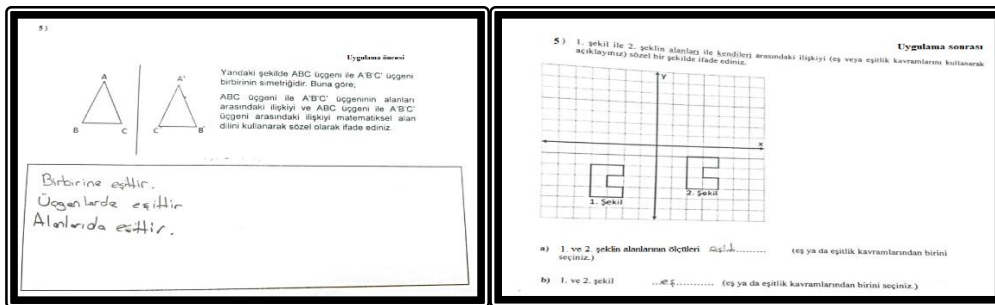 5)
Uygulama öncesi
Yandaki şekilde ABC üçgeni ile A'B'C' üçgeni
birbirinin simetriğidir. Buna göre;
ABC üçgeni ile A'B'C' üçgeninin alanları
arasındaki ilişkiyi ve ABC üçgeni ile A'B'C'
üçgeni arasındaki ilişkiyi matematiksel alan
dilini kullanarak sözel olarak ifade ediniz.
A
A'
B
C
C'
B'
Birbirine eşittir.
Üçgenlerde eşittir
Alanlarıda eşittir.
Uygulama sonrası
5) 1. şekil ile 2. şeklin alanları ile kendileri arasındaki ilişkiyi (eş veya eşitlik kavramlarını kullanarak
açıklayınız) sözel bir şekilde ifade ediniz.
y
x
1. Şekil
2. Şekil
a) 1. ve 2. şeklin alanlarının ölçüleri eşit.......... (eş ya da eşitlik kavramlarından birini
seçiniz.)
b) 1. ve 2. şekil ...eş............ (eş ya da eşitlik kavramlarından birini seçiniz.)